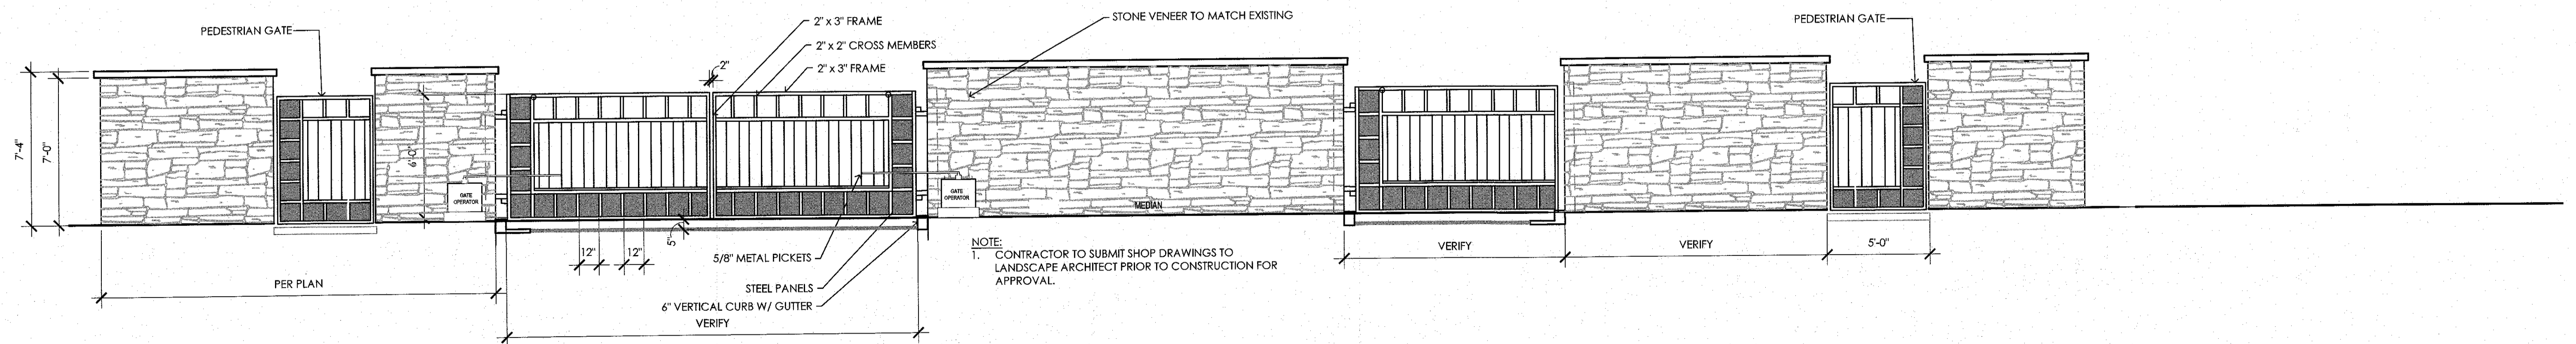 PEDESTRIAN GATE
2" x 3" FRAME
2" x 2" CROSS MEMBERS
2" x 3" FRAME
STONE VENEER TO MATCH EXISTING
PEDESTRIAN GATE
2"
7'-4"
7'-0"
6'-0"
GATE
OPERATOR
GATE
OPERATOR
MEDIAN
5"
12"
12"
5/8" METAL PICKETS
STEEL PANELS
6" VERTICAL CURB W/ GUTTER
PER PLAN
VERIFY
NOTE:
1. CONTRACTOR TO SUBMIT SHOP DRAWINGS TO
LANDSCAPE ARCHITECT PRIOR TO CONSTRUCTION FOR
APPROVAL.
VERIFY
VERIFY
5'-0"